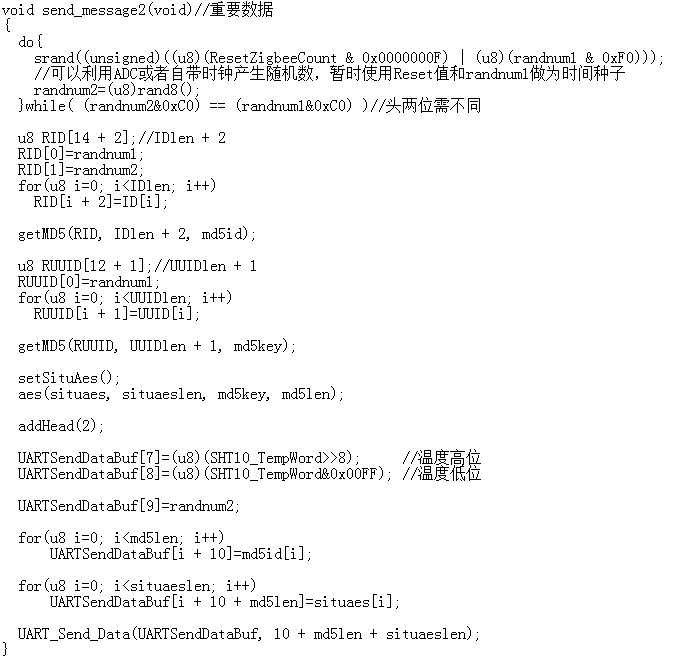 void send_message2(void)//重要数据
{
  do{
    srand((unsigned)((u8)(ResetZigbeeCount & 0x0000000F) | (u8)(randnum1 & 0xF0)));
    //可以利用ADC或者自带时钟产生随机数，暂时使用Reset值和randnum1做为时间种子
    randnum2=(u8)rand8();
  }while( (randnum2&0xC0) == (randnum1&0xC0) )//头两位需不同
  u8 RID[14 + 2];//IDlen + 2
  RID[0]=randnum1;
  RID[1]=randnum2;
  for(u8 i=0; i<IDlen; i++)
    RID[i + 2]=ID[i];
  getMD5(RID, IDlen + 2, md5id);
  u8 RUUID[12 + 1];//UUIDlen + 1
  RUUID[0]=randnum1;
  for(u8 i=0; i<UUIDlen; i++)
    RUUID[i + 1]=UUID[i];
  getMD5(RUUID, UUIDlen + 1, md5key);
  setSituAes();
  aes(situaes, situaeslen, md5key, md5len);
  addHead(2);
  UARTSendDataBuf[7]=(u8)(SHT10_TempWord>>8);     //温度高位
  UARTSendDataBuf[8]=(u8)(SHT10_TempWord&0x00FF); //温度低位
  UARTSendDataBuf[9]=randnum2;
  for(u8 i=0; i<md5len; i++)
      UARTSendDataBuf[i + 10]=md5id[i];
  for(u8 i=0; i<situaeslen; i++)
      UARTSendDataBuf[i + 10 + md5len]=situaes[i];
  UART_Send_Data(UARTSendDataBuf, 10 + md5len + situaeslen);
}